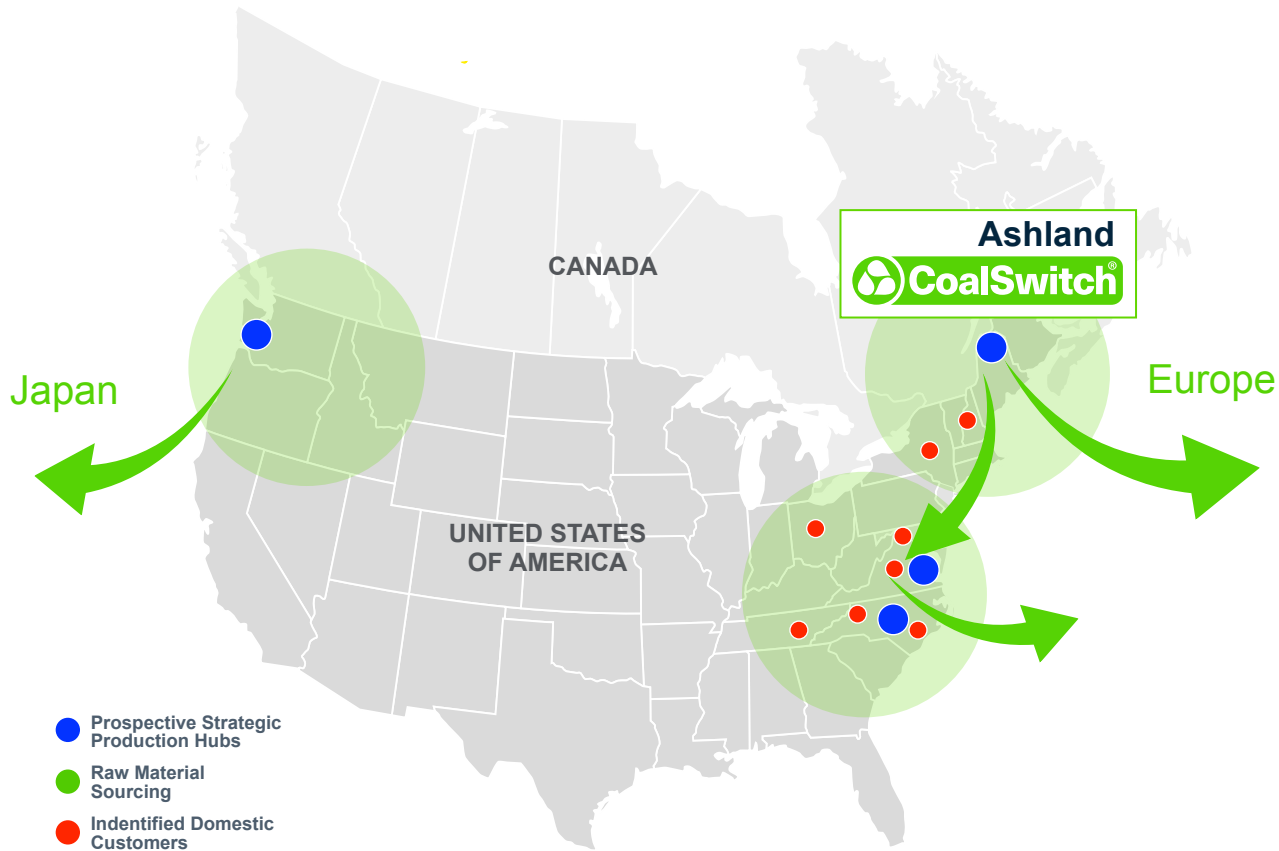 CANADA
Ashland
CoalSwitch®
Japan
Europe
UNITED STATES
OF AMERICA
Prospective Strategic
Production Hubs
Raw Material
Sourcing
Indentified Domestic
Customers